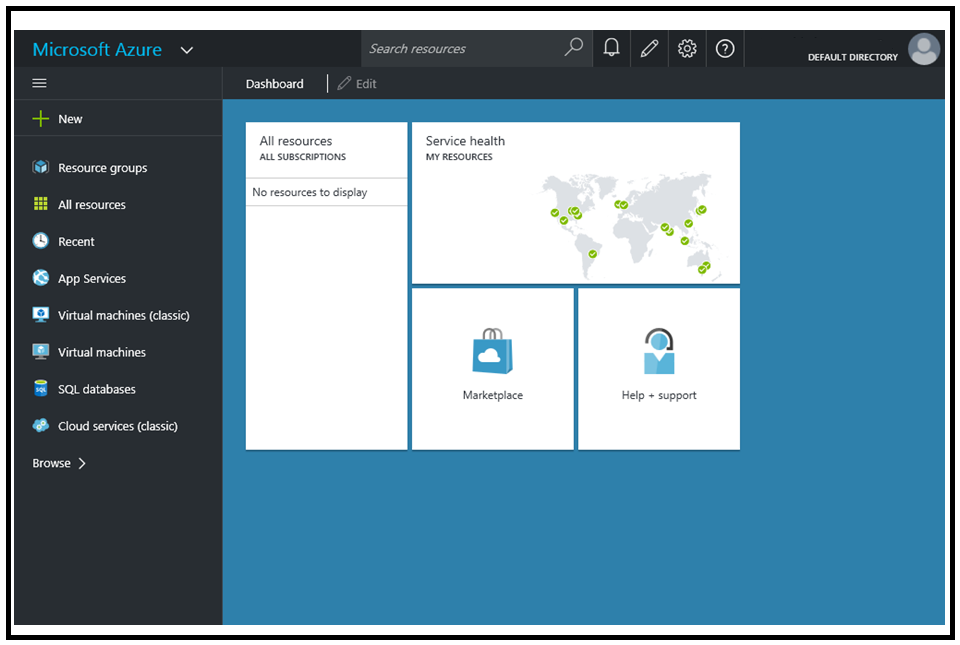 Microsoft Azure
Search resources
DEFAULT DIRECTORY
Dashboard
Edit
New
Resource groups
All resources
Recent
App Services
Virtual machines (classic)
Virtual machines
SQL databases
Cloud services (classic)
Browse
All resources
ALL SUBSCRIPTIONS
No resources to display
Service health
MY RESOURCES
Marketplace
Help + support